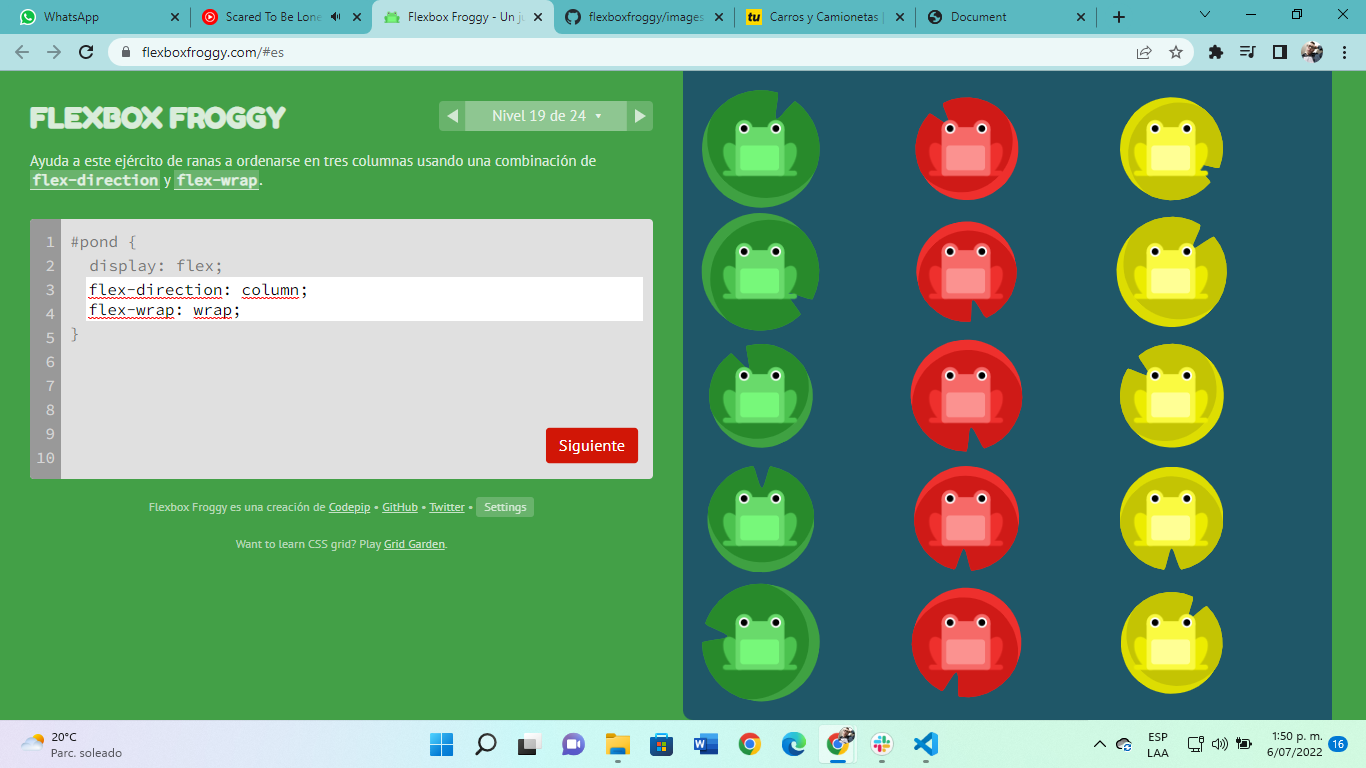 WhatsApp
Scared To Be Lone
Flexbox Froggy - Un ju
flexboxfroggy/images
tu
Carros y Camionetas |
Document
flexboxfroggy.com/#es
FLEXBOX FROGGY
Nivel 19 de 24
Ayuda a este ejército de ranas a ordenarse en tres columnas usando una combinación de
flex-direction y flex-wrap.
1 #pond {
2 display: flex;
3 flex-direction: column;
4 flex-wrap: wrap;
5 }
6
7
8
9
10
Siguiente
Flexbox Froggy es una creación de Codepip • GitHub • Twitter • Settings
Want to learn CSS grid? Play Grid Garden.
20°C
Parc. soleado
ESP
LAA
1:50 p. m.
6/07/2022
16